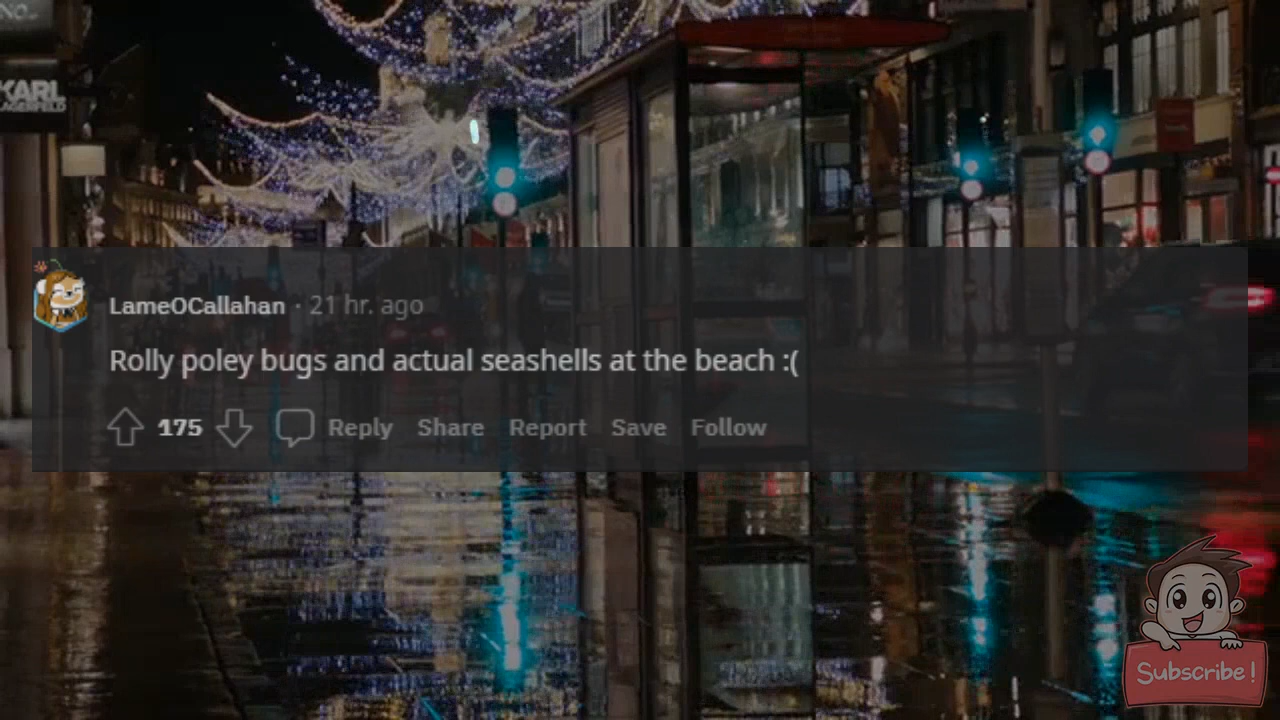 KARL
LAGERFELD
LameOCallahan · 21 hr. ago
Rolly poley bugs and actual seashells at the beach :(
175 Reply Share Report Save Follow
Subscribe!